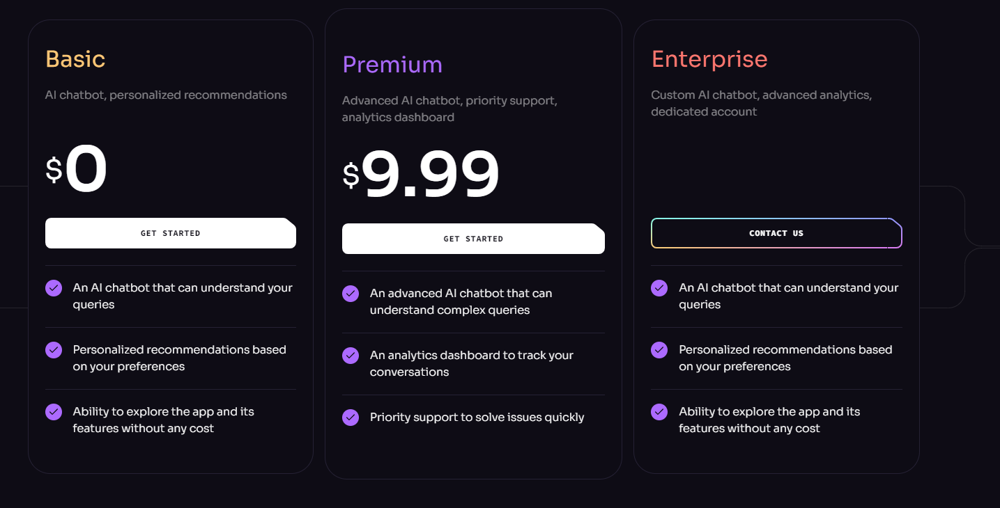 Basic
AI chatbot, personalized recommendations
$0
GET STARTED
An AI chatbot that can understand your
queries
Personalized recommendations based
on your preferences
Ability to explore the app and its
features without any cost
Premium
Advanced AI chatbot, priority support,
analytics dashboard
$9.99
GET STARTED
An advanced AI chatbot that can
understand complex queries
An analytics dashboard to track your
conversations
Priority support to solve issues quickly
Enterprise
Custom AI chatbot, advanced analytics,
dedicated account
CONTACT US
An AI chatbot that can understand your
queries
Personalized recommendations based
on your preferences
Ability to explore the app and its
features without any cost